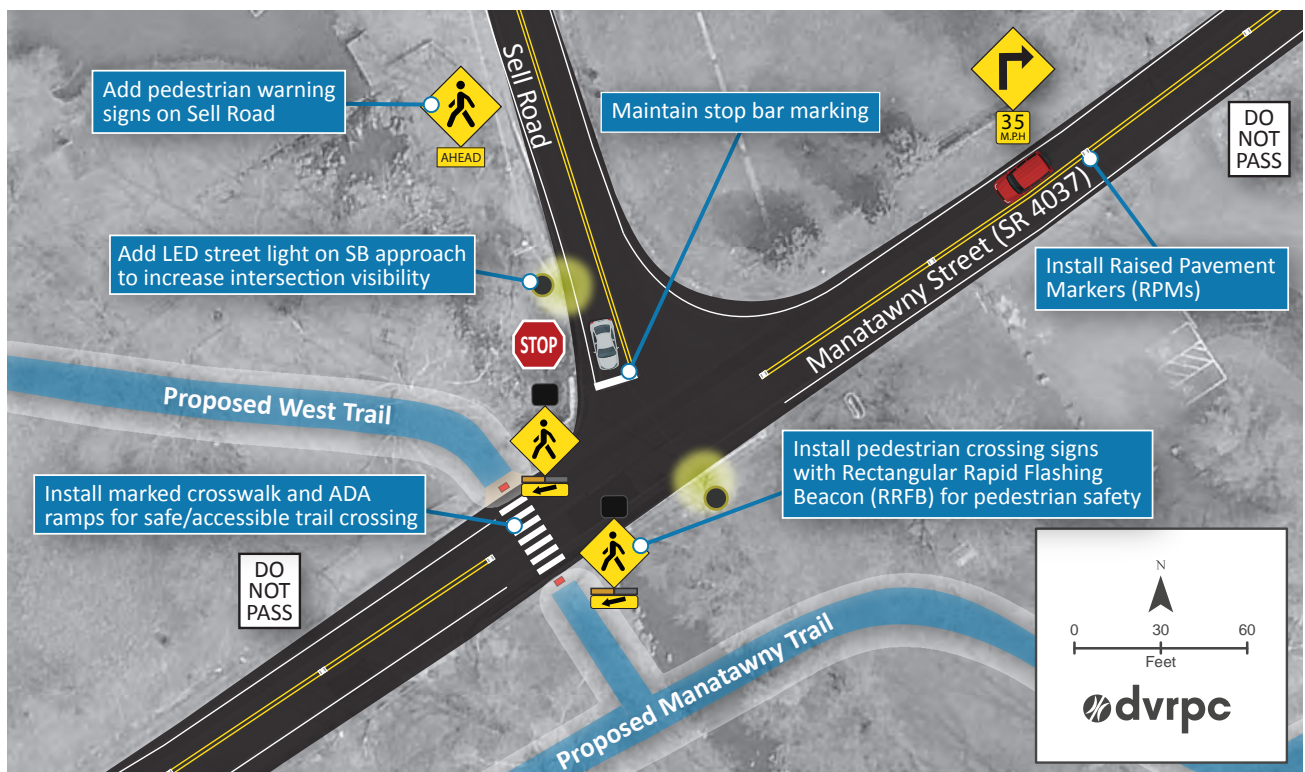 Add pedestrian warning
signs on Sell Road
AHEAD
Sell Road
Maintain stop bar marking
35
M.P.H
DO
NOT
PASS
Add LED street light on SB approach
to increase intersection visibility
STOP
Manatawny Street (SR 4037)
Install Raised Pavement
Markers (RPMs)
Proposed West Trail
Install marked crosswalk and ADA
ramps for safe/accessible trail crossing
Install pedestrian crossing signs
with Rectangular Rapid Flashing
Beacon (RRFB) for pedestrian safety
DO
NOT
PASS
Proposed Manatawny Trail
N
0 30 60
Feet
dvrpc